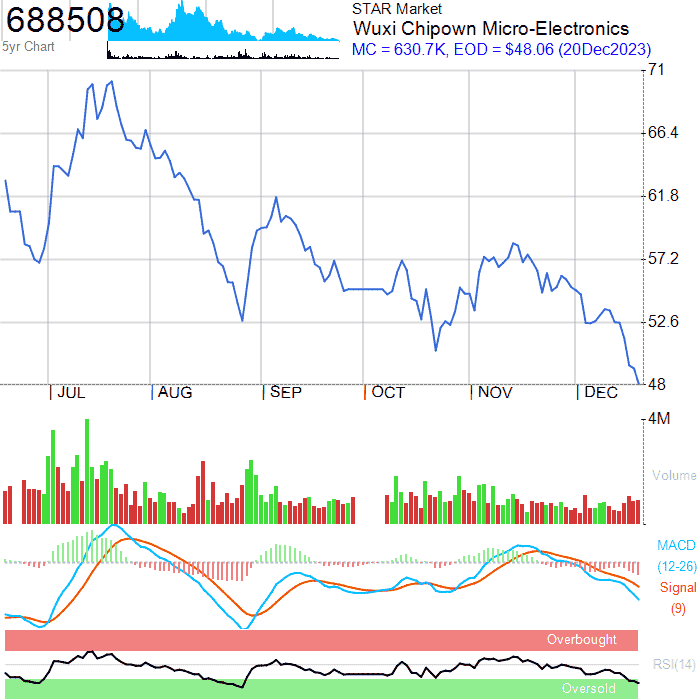 688508
5yr Chart
STAR Market
Wuxi Chipown Micro-Electronics
MC = 630.7K, EOD = $48.06 (20Dec2023)
71
66.4
61.8
57.2
52.6
48
JUL AUG SEP OCT NOV DEC
4M
Volume
MACD
(12-26)
Signal
(9)
Overbought
RSI(14)
Oversold